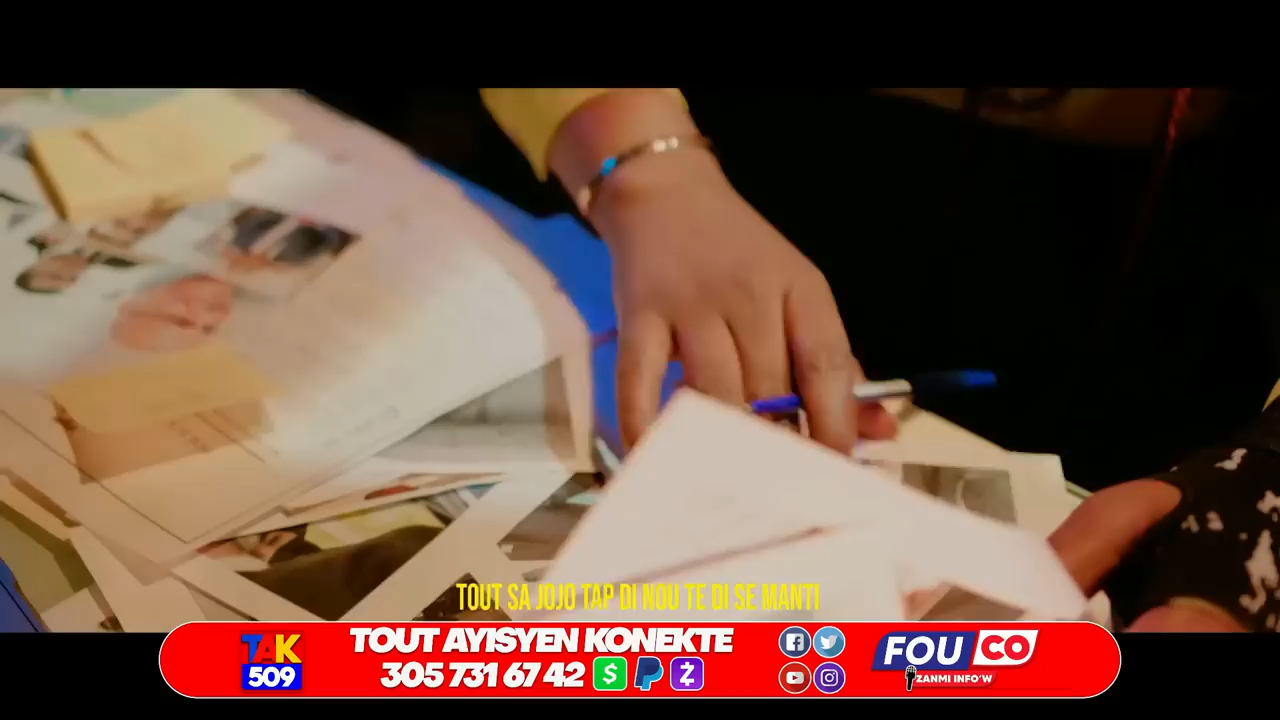 TOUT SA JOJO TAP DI NOU TE DI SE MANTI
TAK
509
TOUT AYISYEN KONEKTE
305 731 67 42
FOU CO
ZANMI INFO'W